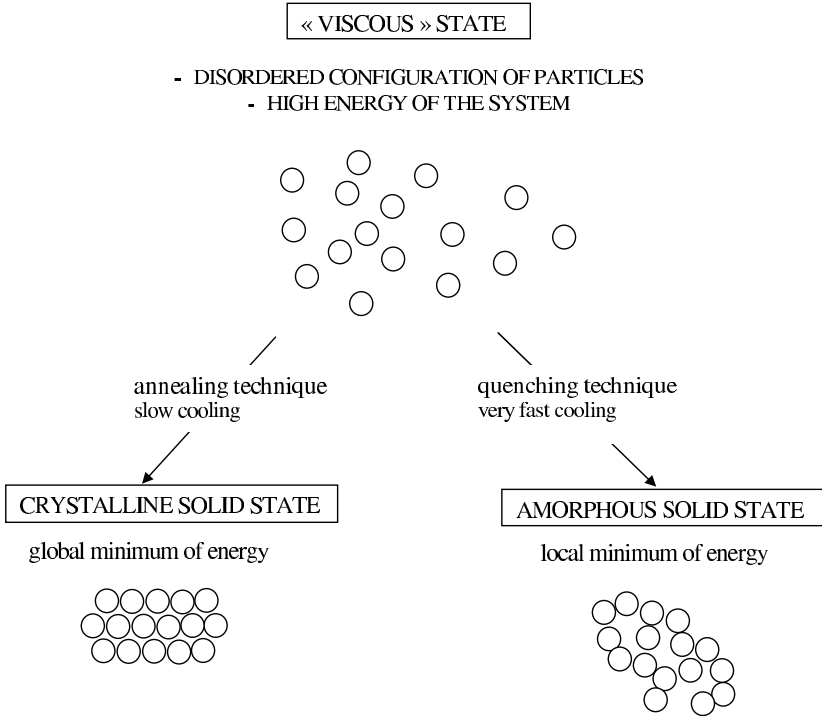 « VISCOUS » STATE
- DISORDERED CONFIGURATION OF PARTICLES
- HIGH ENERGY OF THE SYSTEM
annealing technique
slow cooling
quenching technique
very fast cooling
CRYSTALLINE SOLID STATE
global minimum of energy
AMORPHOUS SOLID STATE
local minimum of energy